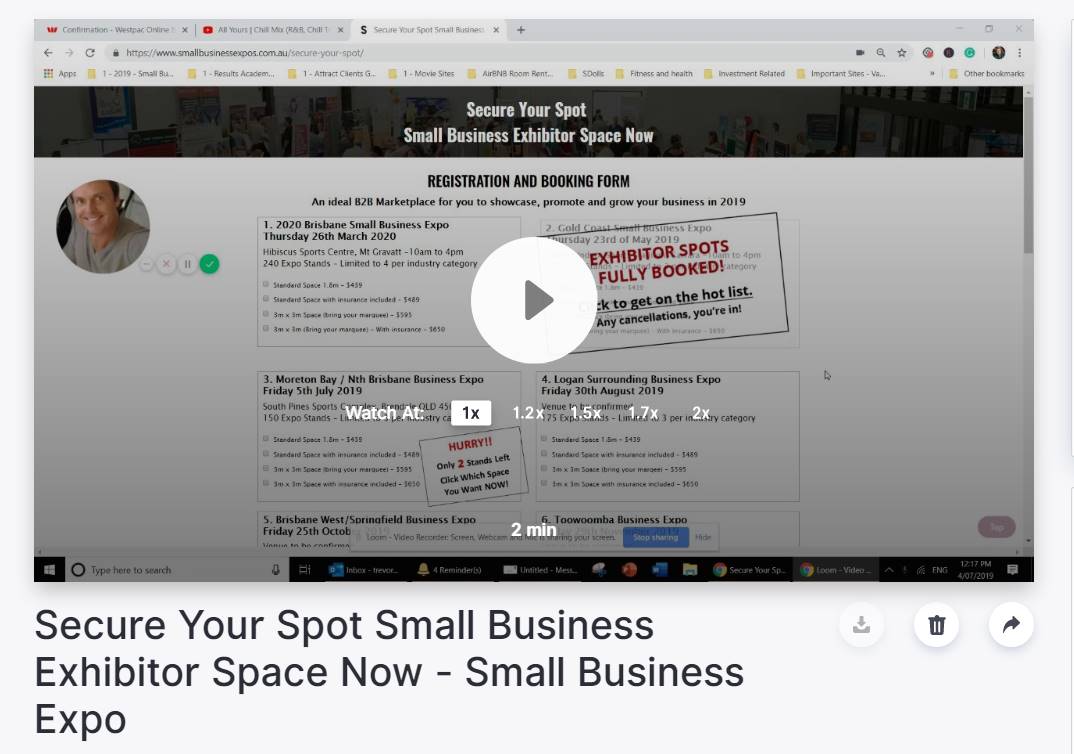 Confirmation - Westpac Online
All Yours | Chill Mix (R&B, Chill
Secure Your Spot Small Business
https://www.smallbusinessexpos.com.au/secure-your-spot/
Apps
1 - 2019 - Small Bu...
1 - Results Academ...
1 - Attract Clients G...
1 - Movie Sites
AirBNB Room Rent...
SDolls
Fitness and health
Investment Related
Important Sites - Va...
Other bookmarks
Secure Your Spot
Small Business Exhibitor Space Now
REGISTRATION AND BOOKING FORM
An ideal B2B Marketplace for you to showcase, promote and grow your business in 2019
1. 2020 Brisbane Small Business Expo
Thursday 26th March 2020
Hibiscus Sports Centre, Mt Gravatt -10am to 4pm
240 Expo Stands - Limited to 4 per industry category
Standard Space 1.8m - $439
Standard Space with insurance included - $489
3m x 3m Space (bring your marquee) - $595
3m x 3m (Bring your marquee) - With insurance - $650
2. Gold Coast Small Business Expo
Thursday 23rd of May 2019
EXHIBITOR SPOTS
FULLY BOOKED!
to get on the hot list.
Any cancellations, you're in!
3. Moreton Bay / Nth Brisbane Business Expo
Friday 5th July 2019
South Pines Sports Complex, Brendale QLD
150 Expo Stands
Standard Space 1.8m - $439
Standard Space with insurance included - $489
3m x 3m Space (bring your marquee) - $595
3m x 3m Space with insurance included - $650
HURRY!!
Only 2 Stands Left
Click Which Space
You Want NOW!
4. Logan Surrounding Business Expo
Friday 30th August 2019
Venue to be confirmed
175 Expo Stands - Limited to 3 per industry category
Standard Space 1.8m - $439
Standard Space with insurance included - $489
3m x 3m Space (bring your marquee) - $595
3m x 3m Space with insurance included - $650
Watch At: 1x 1.2x 1.5x 1.7x 2x
5. Brisbane West/Springfield Business Expo
Friday 25th October 2019
Venue to be confirmed
6. Toowoomba Business Expo
2 min
Loom - Video Recorder: Screen, Webcam and Mic is sharing your screen.
Stop sharing
Hide
Top
Type here to search
Inbox - trevor...
4 Reminder(s)
Untitled - Mess...
Secure Your Sp...
Loom - Video ...
ENG
12:17 PM
4/07/2019
Secure Your Spot Small Business
Exhibitor Space Now - Small Business
Expo